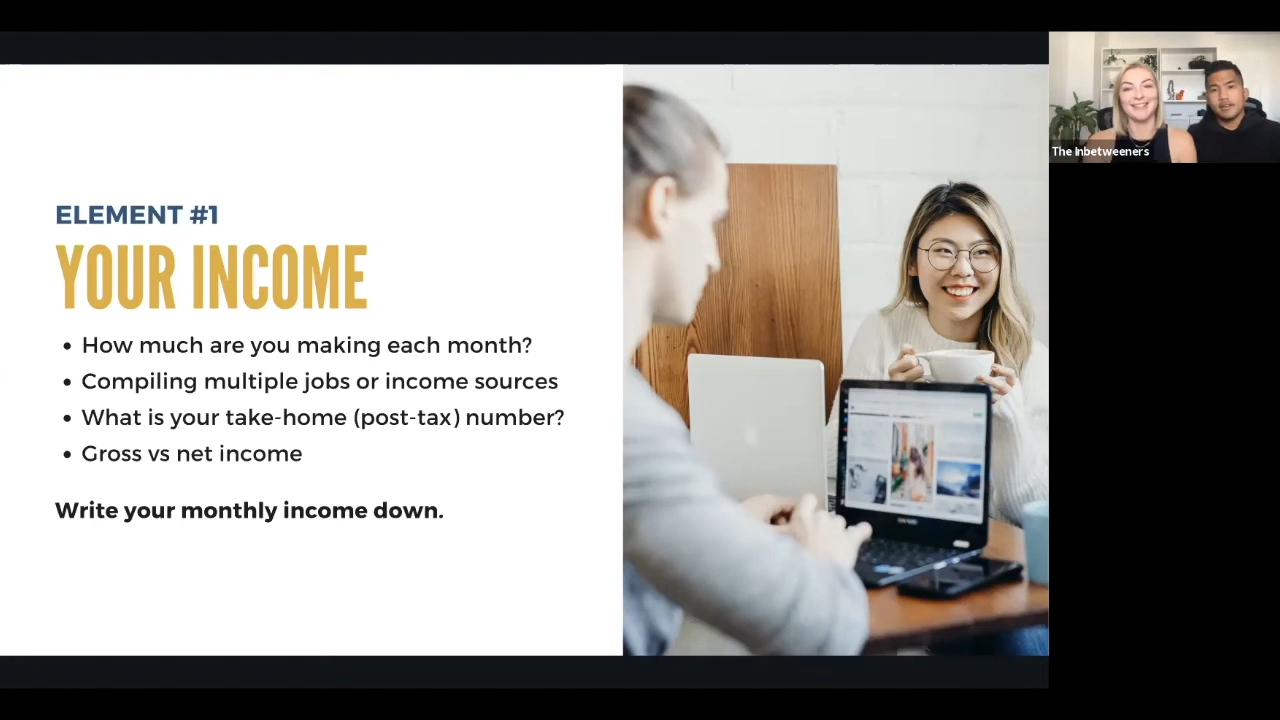 ELEMENT #1
YOUR INCOME
• How much are you making each month?
• Compiling multiple jobs or income sources
• What is your take-home (post-tax) number?
• Gross vs net income
Write your monthly income down.
The Inbetweeners